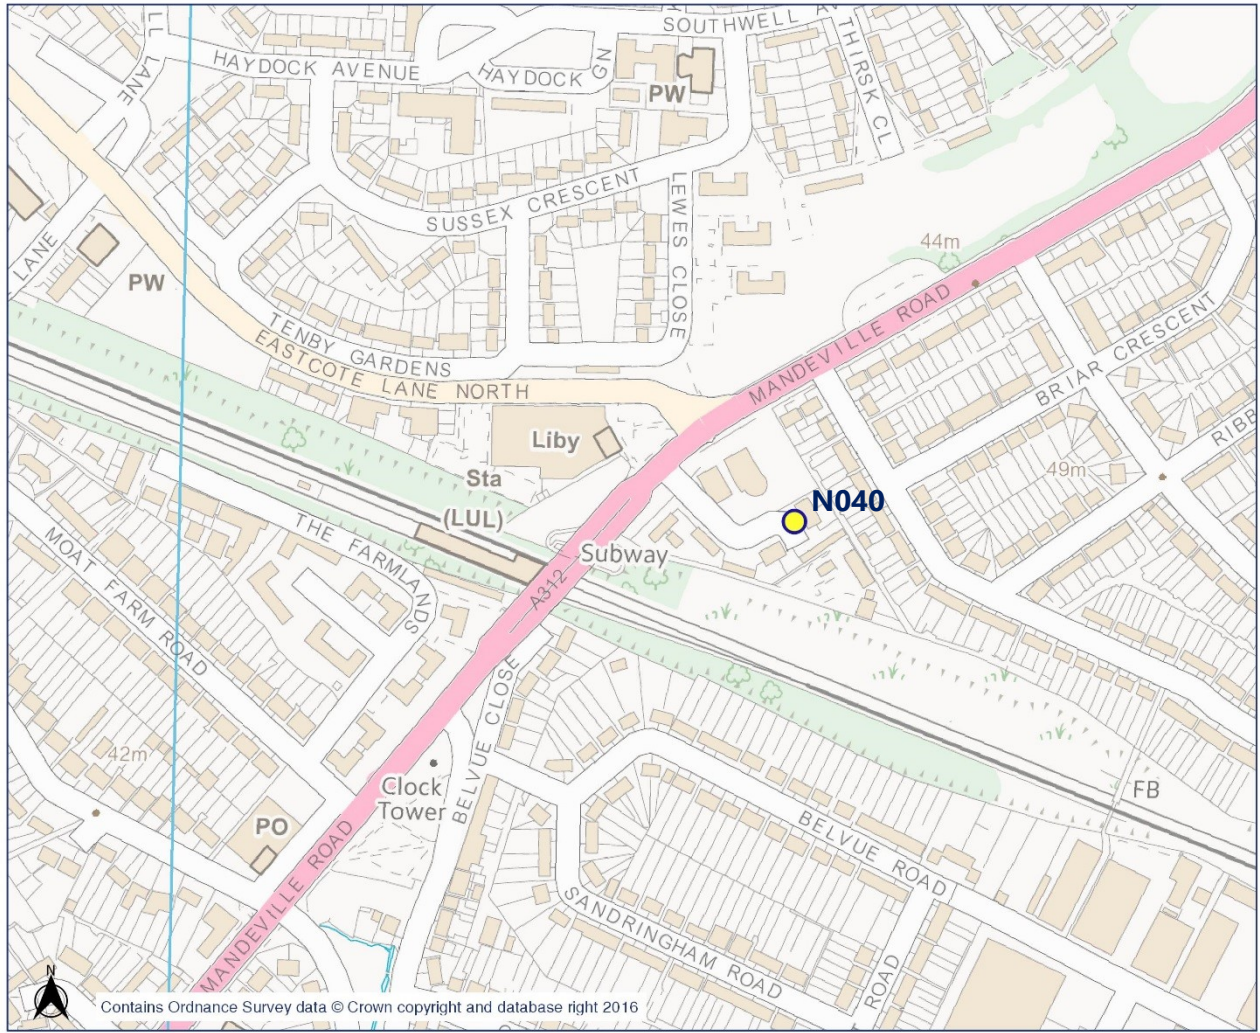 SOUTHWELL AV
LL LANE
HAYDOCK AVENUE
HAYDOCK GN
THIRSK CL
PW
SUSSEX CRESCENT
LEWES CLOSE
LANE
PW
44m
TENBY GARDENS
EASTCOTE LANE NORTH
MANDEVILLE ROAD
BRIAR CRESCENT
RIBB
Liby
Sta
(LUL)
49m
N040
THE FARMLANDS
Subway
A312
MOAT FARM ROAD
BELVUE CLOSE
42m
Clock
Tower
FB
PO
BELVUE ROAD
MANDEVILLE ROAD
SANDRINGHAM ROAD
ROAD
N
Contains Ordnance Survey data © Crown copyright and database right 2016